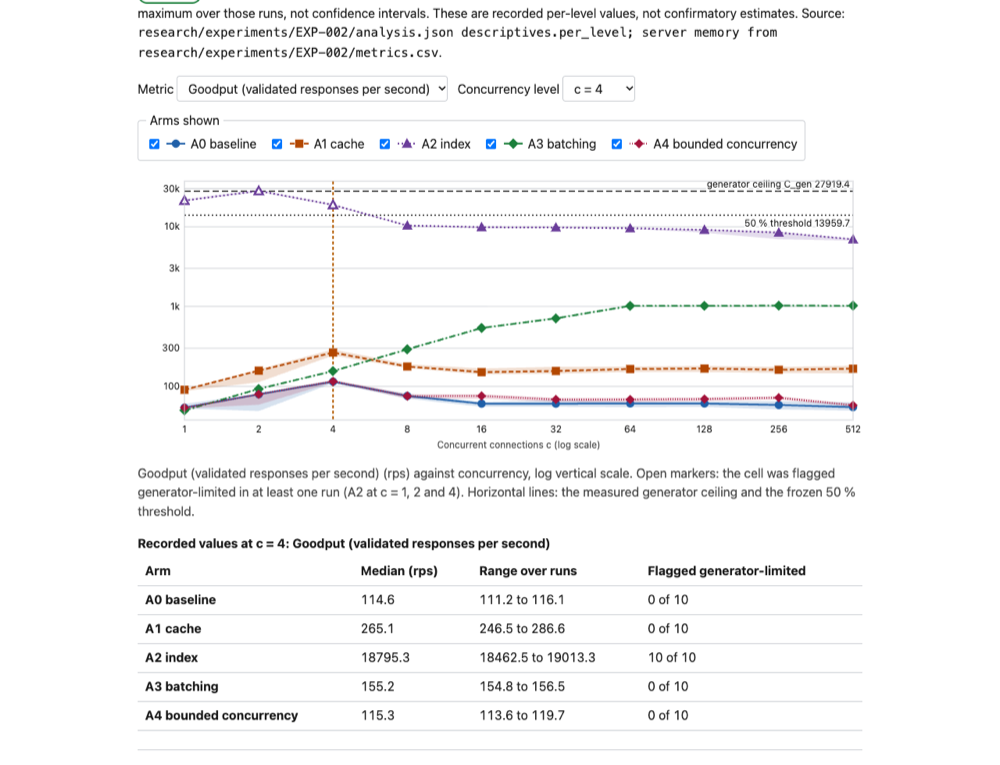 maximum over those runs, not confidence intervals. These are recorded per-level values, not confirmatory estimates. Source:
research/experiments/EXP-002/analysis.json descriptives.per_level; server memory from
research/experiments/EXP-002/metrics.csv.
Metric Goodput (validated responses per second) Concurrency level c = 4
Arms shown
A0 baseline A1 cache A2 index A3 batching A4 bounded concurrency
generator ceiling C_gen 27919.4
50 % threshold 13959.7
30k
10k
3k
1k
300
100
1 2 4 8 16 32 64 128 256 512
Concurrent connections c (log scale)
Goodput (validated responses per second) (rps) against concurrency, log vertical scale. Open markers: the cell was flagged
generator-limited in at least one run (A2 at c = 1, 2 and 4). Horizontal lines: the measured generator ceiling and the frozen 50 %
threshold.
Recorded values at c = 4: Goodput (validated responses per second)
Arm Median (rps) Range over runs Flagged generator-limited
A0 baseline 114.6 111.2 to 116.1 0 of 10
A1 cache 265.1 246.5 to 286.6 0 of 10
A2 index 18795.3 18462.5 to 19013.3 10 of 10
A3 batching 155.2 154.8 to 156.5 0 of 10
A4 bounded concurrency 115.3 113.6 to 119.7 0 of 10